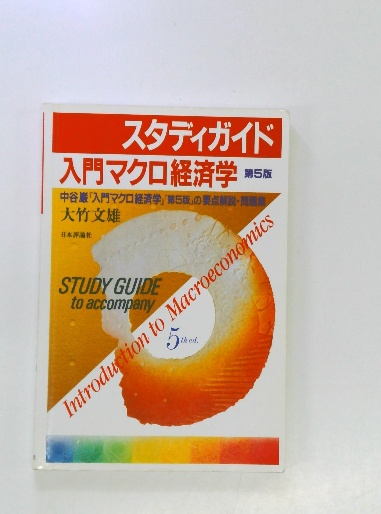 スタディガイド
入門マクロ経済学 第5版
中谷巌「入門マクロ経済学」「第5版」の要点解説・問題集
大竹文雄
日本評論社
STUDY GUIDE
to accompany
Introduction to Macroeconomics
5th ed.